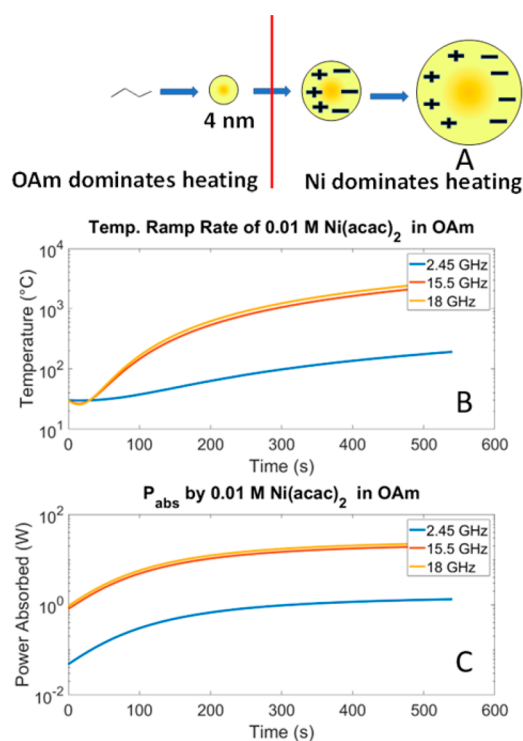 4 nm
A
OAm dominates heating Ni dominates heating
Temp. Ramp Rate of 0.01 M Ni(acac)2 in OAm
Temperature (°C)
10^4
10^3
10^2
10^1
2.45 GHz
15.5 GHz
18 GHz
B
0 100 200 300 400 500 600
Time (s)
Pabs by 0.01 M Ni(acac)2 in OAm
Power Absorbed (W)
10^2
10^0
10^-2
2.45 GHz
15.5 GHz
18 GHz
C
0 100 200 300 400 500 600
Time (s)